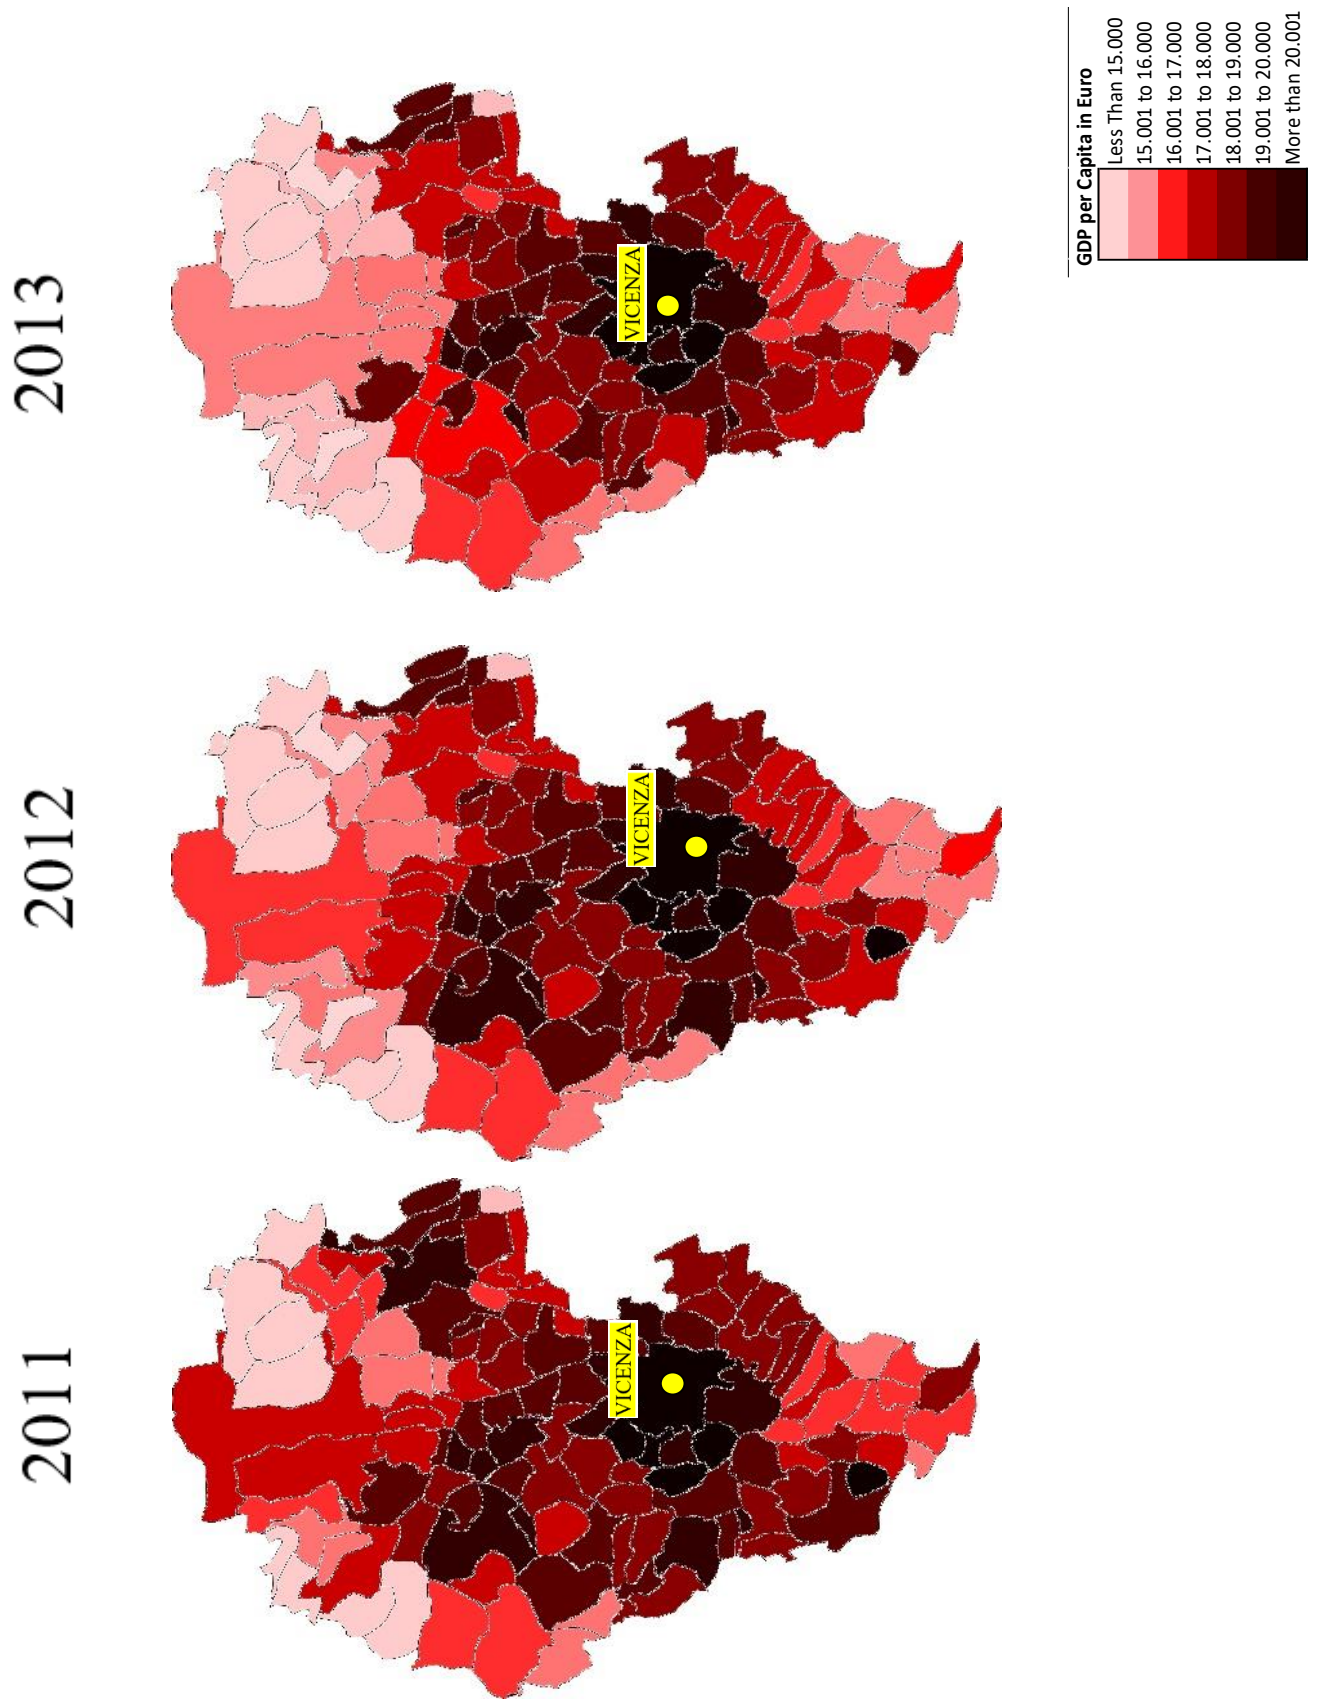 2011
2012
2013
VICENZA
VICENZA
VICENZA
GDP per Capita in Euro
Less Than 15.000
15.001 to 16.000
16.001 to 17.000
17.001 to 18.000
18.001 to 19.000
19.001 to 20.000
More than 20.001